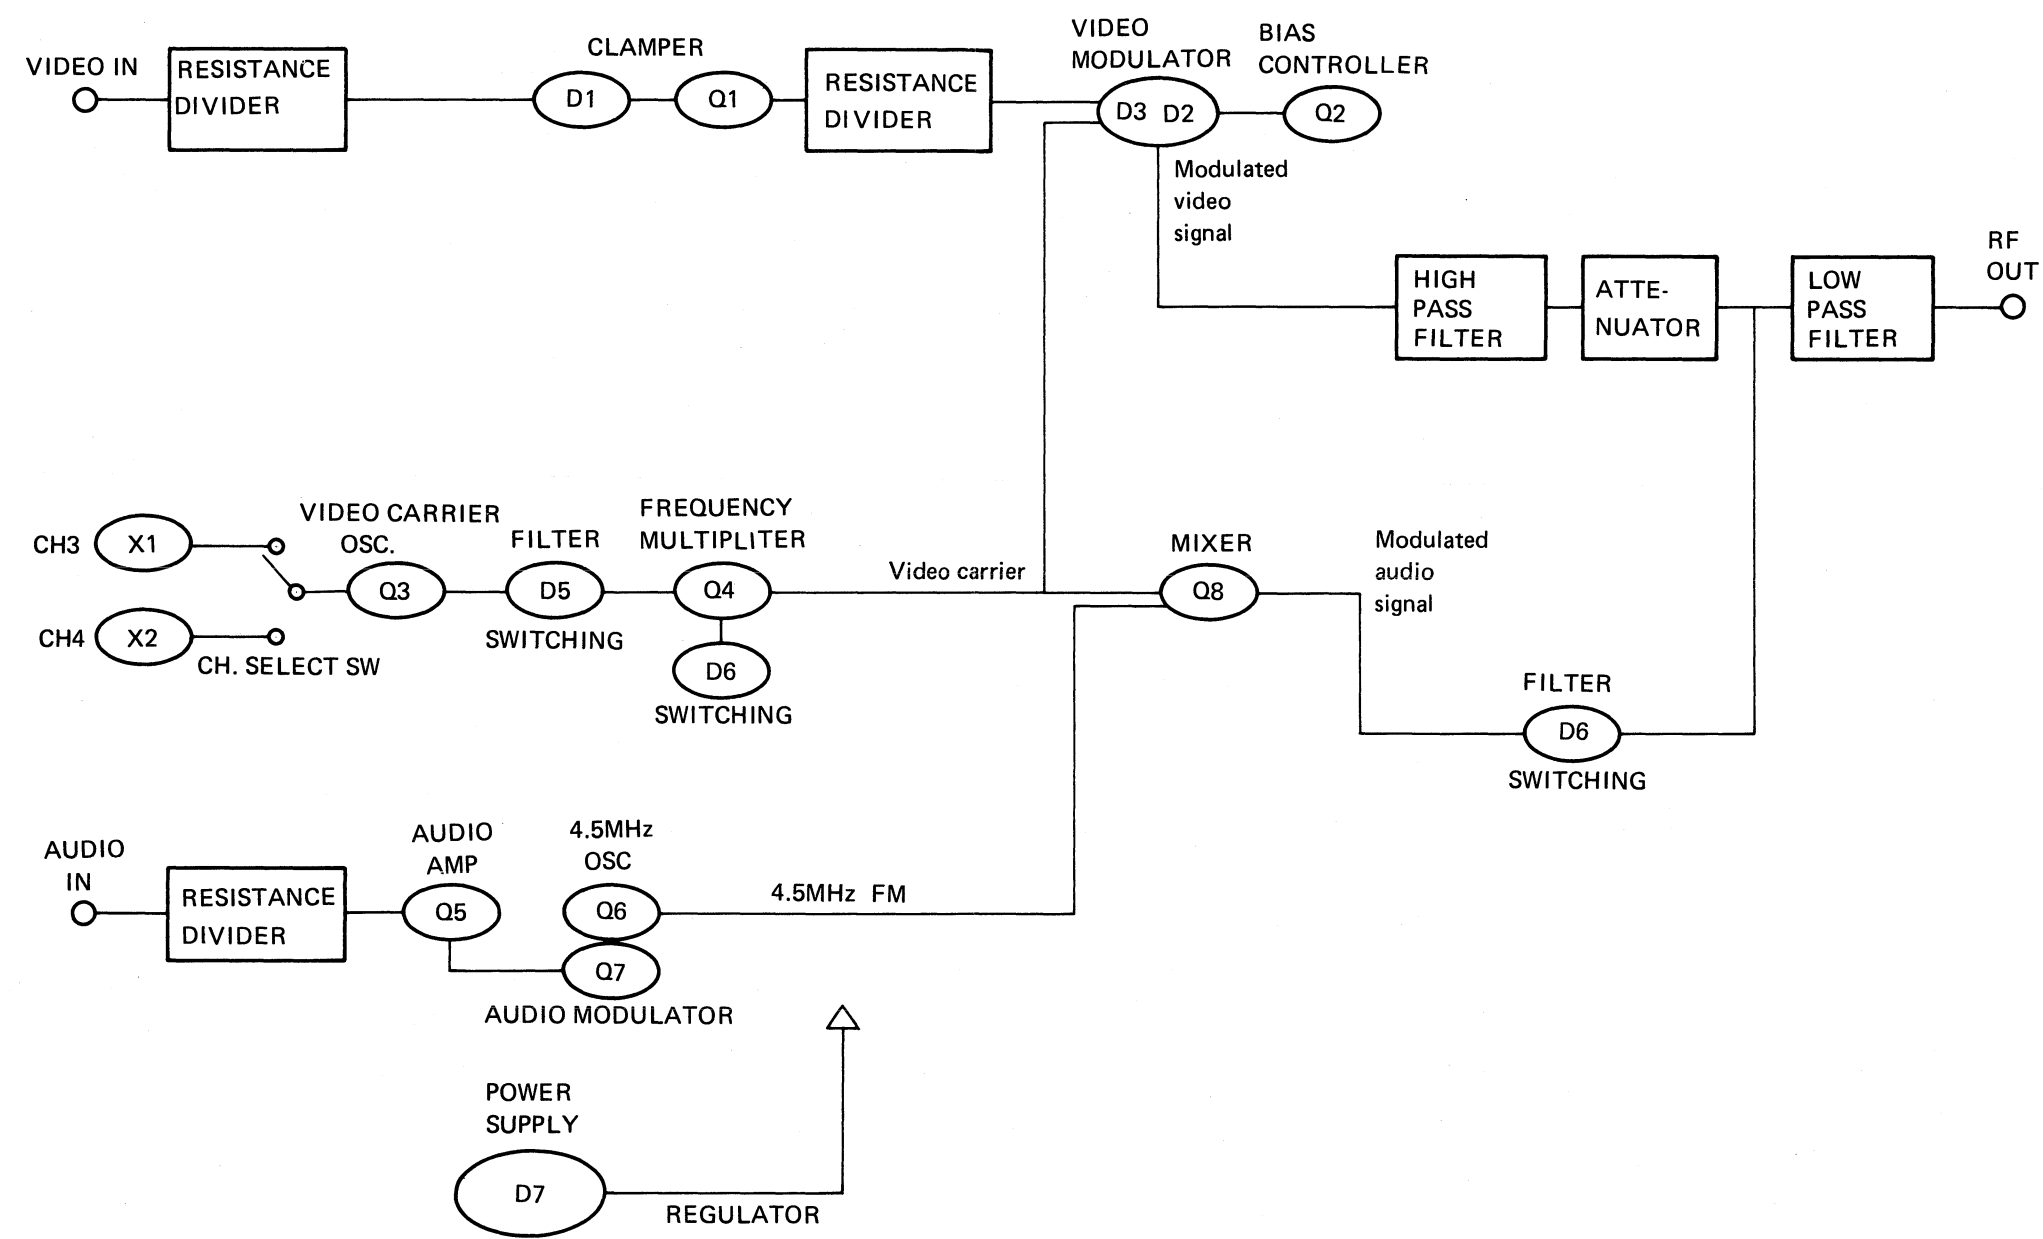 VIDEO IN
RESISTANCE
DIVIDER
CLAMPER
D1
Q1
RESISTANCE
DIVIDER
VIDEO
MODULATOR
D3 D2
BIAS
CONTROLLER
Q2
Modulated
video
signal
HIGH
PASS
FILTER
ATTE-
NUATOR
LOW
PASS
FILTER
RF
OUT
CH3
X1
CH4
X2
CH. SELECT SW
VIDEO CARRIER
OSC.
Q3
FILTER
D5
SWITCHING
FREQUENCY
MULTIPLITER
Q4
D6
SWITCHING
Video carrier
MIXER
Q8
Modulated
audio
signal
FILTER
D6
SWITCHING
AUDIO
IN
RESISTANCE
DIVIDER
AUDIO
AMP
Q5
4.5MHz
OSC
Q6
Q7
AUDIO MODULATOR
4.5MHz FM
POWER
SUPPLY
D7
REGULATOR